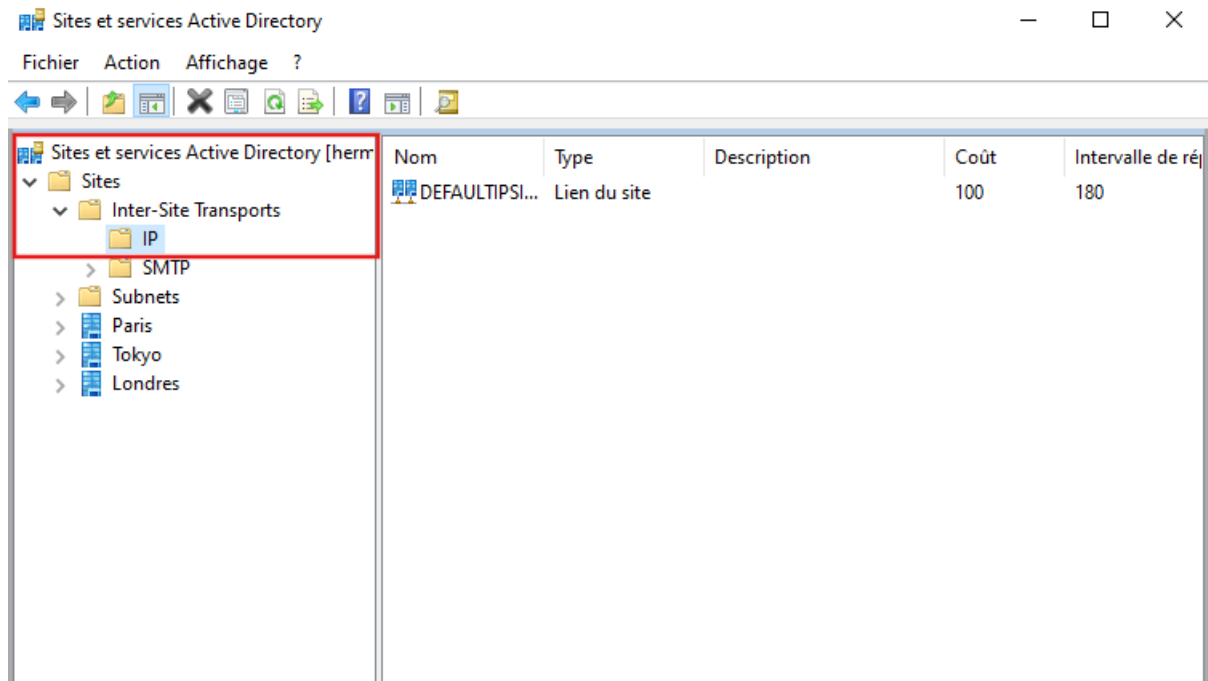 Sites et services Active Directory
Fichier Action Affichage ?
Sites et services Active Directory [herm
Sites
Inter-Site Transports
IP
SMTP
Subnets
Paris
Tokyo
Londres
Nom Type Description Coût Intervalle de rép
DEFAULTIPSI... Lien du site 100 180